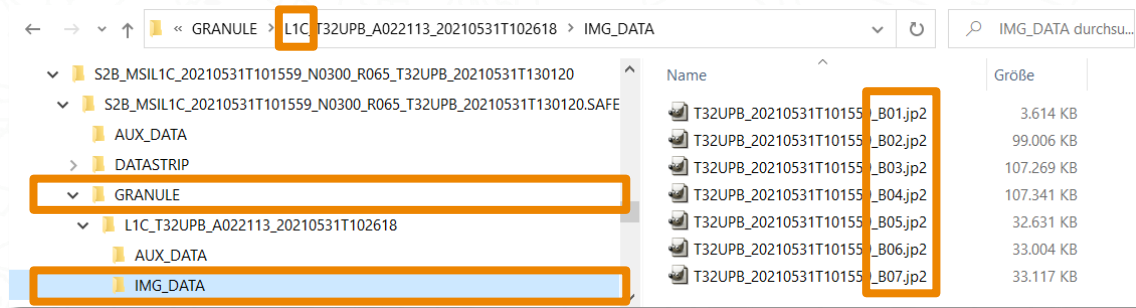 « GRANULE > L1C_T32UPB_A022113_20210531T102618 > IMG_DATA
IMG_DATA durchsu...
S2B_MSIL1C_20210531T101559_N0300_R065_T32UPB_20210531T130120
S2B_MSIL1C_20210531T101559_N0300_R065_T32UPB_20210531T130120.SAFE
AUX_DATA
DATASTRIP
GRANULE
L1C_T32UPB_A022113_20210531T102618
AUX_DATA
IMG_DATA
Name Größe
T32UPB_20210531T101559_B01.jp2 3.614 KB
T32UPB_20210531T101559_B02.jp2 99.006 KB
T32UPB_20210531T101559_B03.jp2 107.269 KB
T32UPB_20210531T101559_B04.jp2 107.341 KB
T32UPB_20210531T101559_B05.jp2 32.631 KB
T32UPB_20210531T101559_B06.jp2 33.004 KB
T32UPB_20210531T101559_B07.jp2 33.117 KB